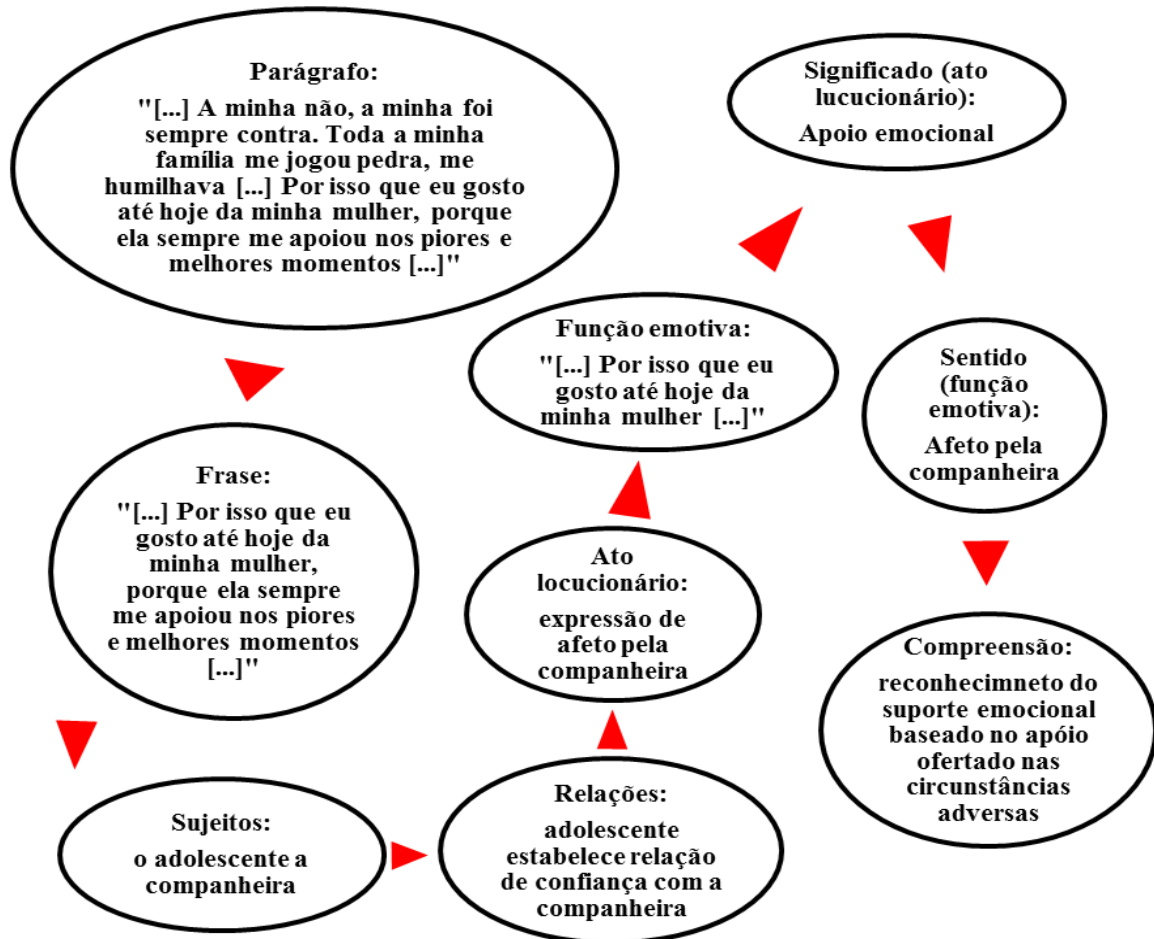 Parágrafo:
"[...] A minha não, a minha foi
sempre contra. Toda a minha
família me jogou pedra, me
humilhava [...] Por isso que eu gosto
até hoje da minha mulher, porque
ela sempre me apoiou nos piores e
melhores momentos [...]"
Frase:
"[...] Por isso que eu
gosto até hoje da
minha mulher,
porque ela sempre
me apoiou nos piores
e melhores momentos
[...]"
Sujeitos:
o adolescente a
companheira
Relações:
adolescente
estabelece relação
de confiança com a
companheira
Ato
locucionário:
expressão de
afeto pela
companheira
Função emotiva:
"[...] Por isso que eu
gosto até hoje da
minha mulher [...]"
Significado (ato
lucucionário):
Apoio emocional
Sentido
(função
emotiva):
Afeto pela
companheira
Compreensão:
reconhecimneto do
suporte emocional
baseado no apóio
ofertado nas
circunstâncias
adversas